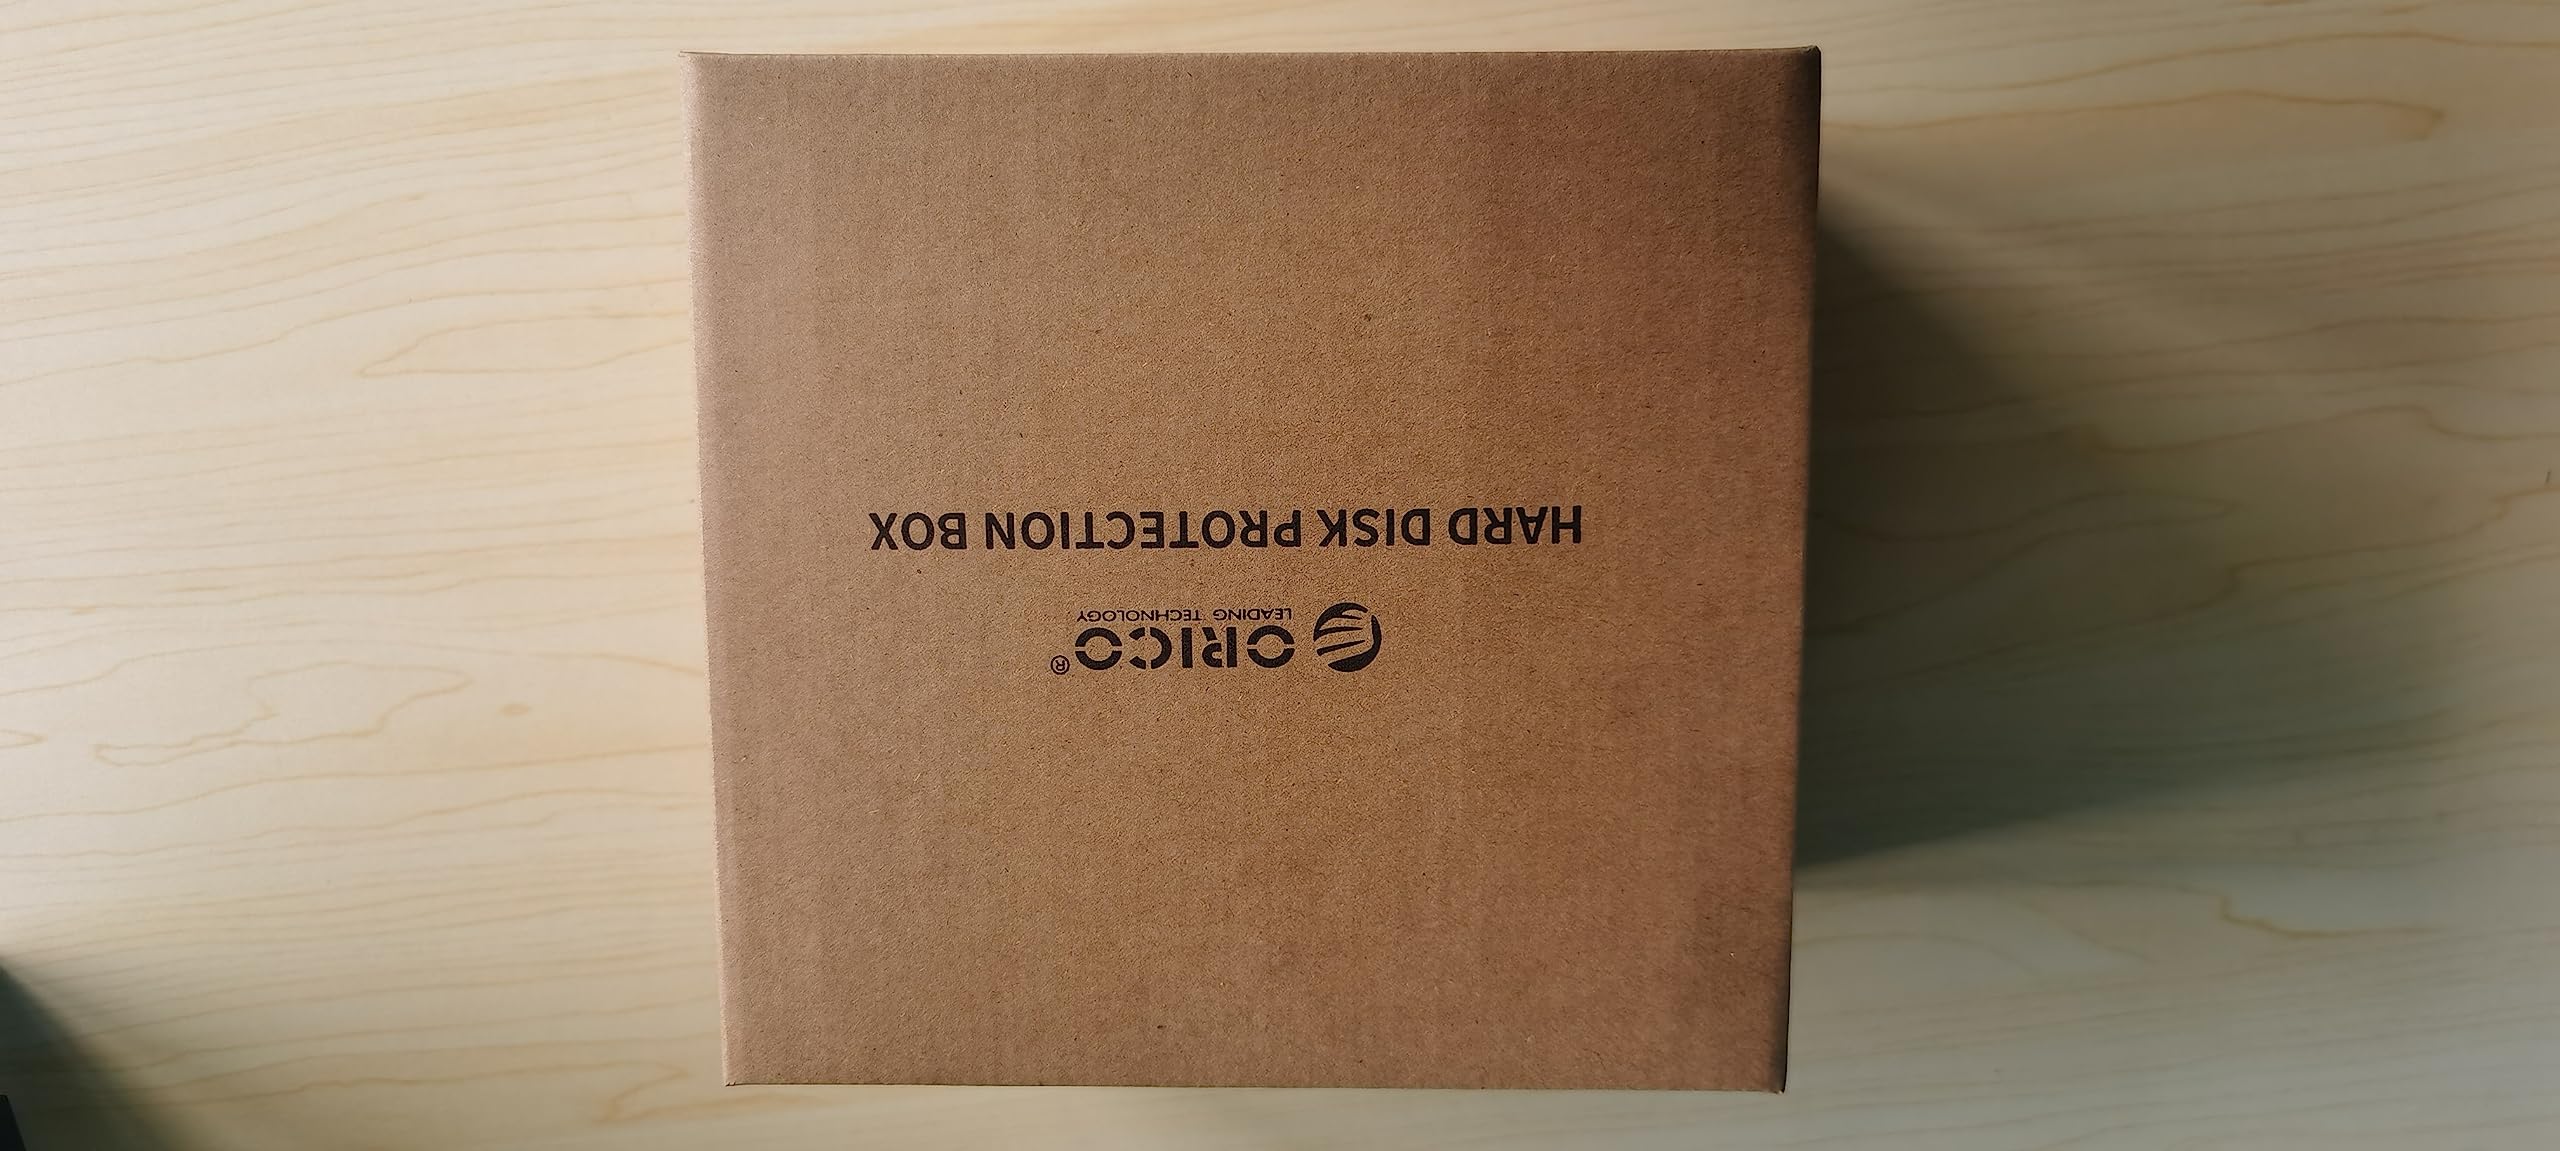 ORICO®
LEADING TECHNOLOGY
HARD DISK PROTECTION BOX